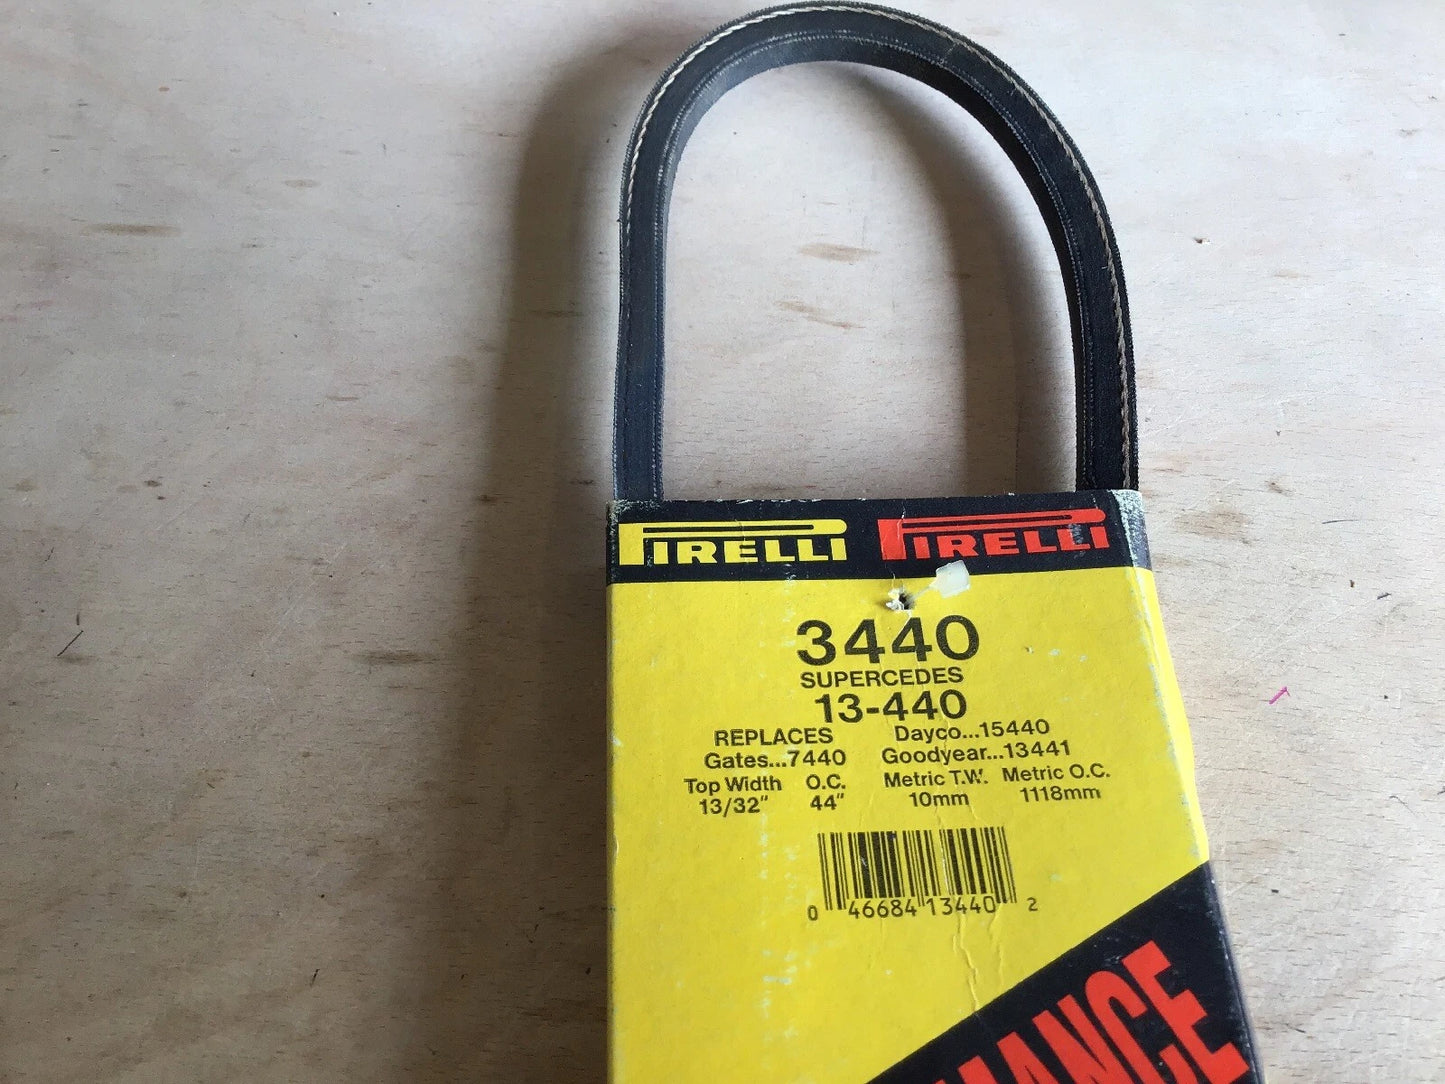 PIRELLI PIRELLI
3440
SUPERCEDES
13-440
REPLACES Dayco...15440
Gates...7440 Goodyear...13441
Top Width O.C. Metric T.W. Metric O.C.
13/32" 44" 10mm 1118mm
0 46684 13440 2
MANCE